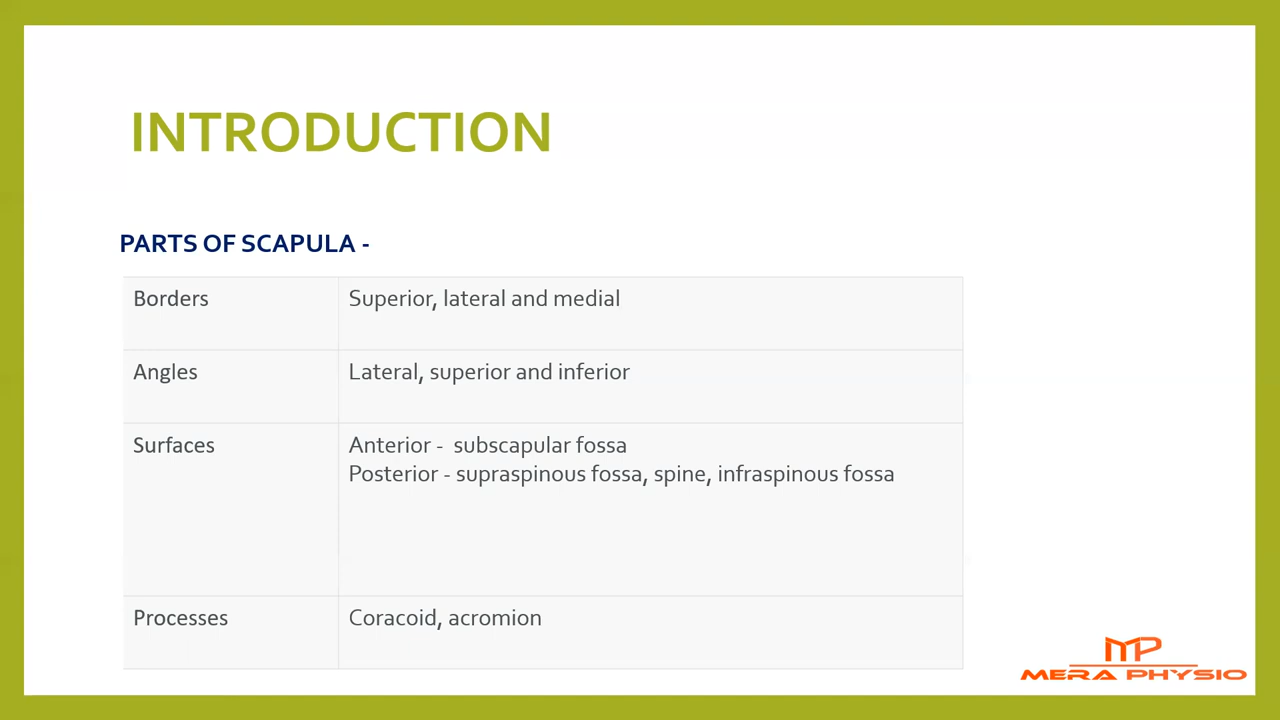 INTRODUCTION
PARTS OF SCAPULA -
Borders Superior, lateral and medial
Angles Lateral, superior and inferior
Surfaces Anterior -  subscapular fossa
Posterior - supraspinous fossa, spine, infraspinous fossa
Processes Coracoid, acromion
MP
MERA PHYSIO